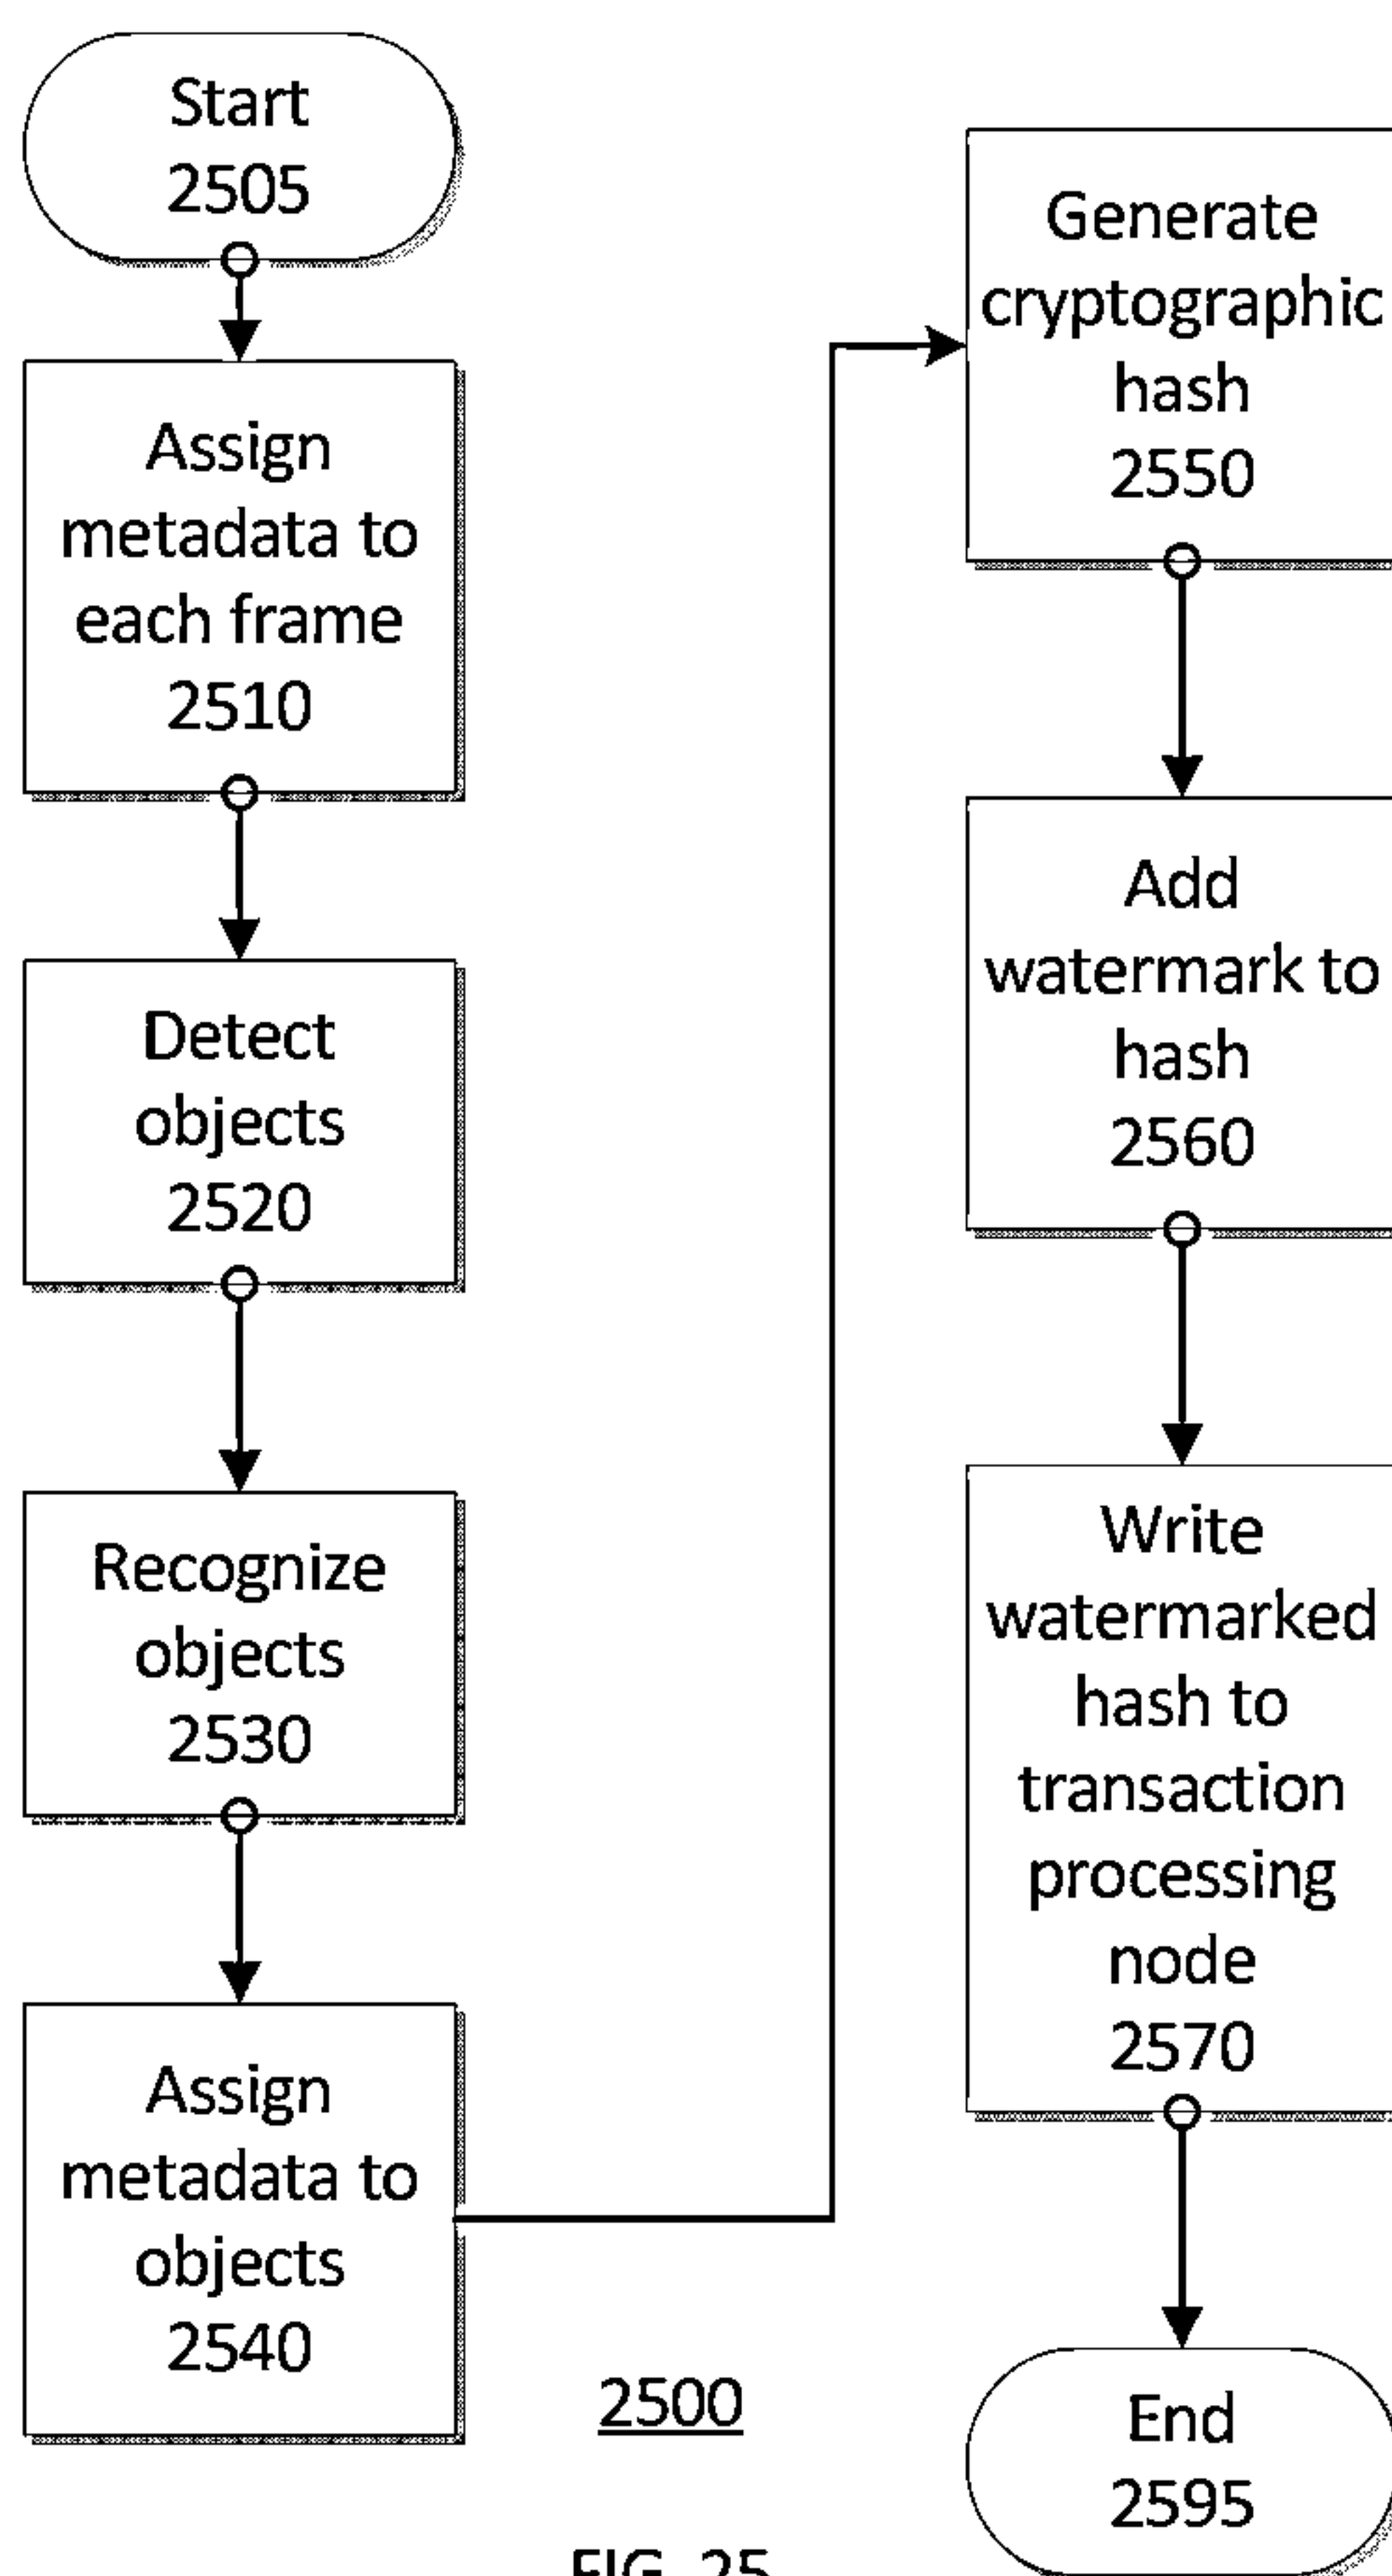 Start
2505
Assign
metadata to
each frame
2510
Detect
objects
2520
Recognize
objects
2530
Assign
metadata to
objects
2540
Generate
cryptographic
hash
2550
Add
watermark to
hash
2560
Write
watermarked
hash to
transaction
processing
node
2570
End
2595
2500
FIG. 25